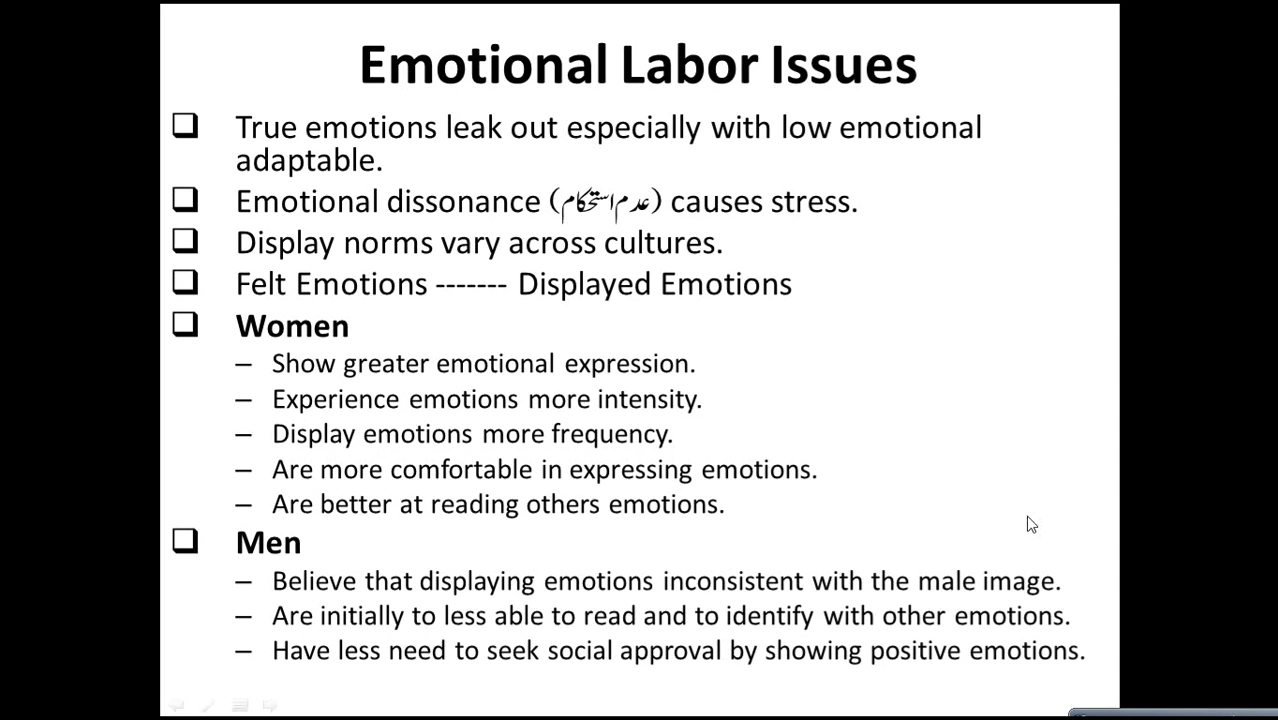 Emotional Labor Issues
❑ True emotions leak out especially with low emotional
adaptable.
❑ Emotional dissonance (عدم استحکام) causes stress.
❑ Display norms vary across cultures.
❑ Felt Emotions ------- Displayed Emotions
❑ Women
– Show greater emotional expression.
– Experience emotions more intensity.
– Display emotions more frequency.
– Are more comfortable in expressing emotions.
– Are better at reading others emotions.
❑ Men
– Believe that displaying emotions inconsistent with the male image.
– Are initially to less able to read and to identify with other emotions.
– Have less need to seek social approval by showing positive emotions.